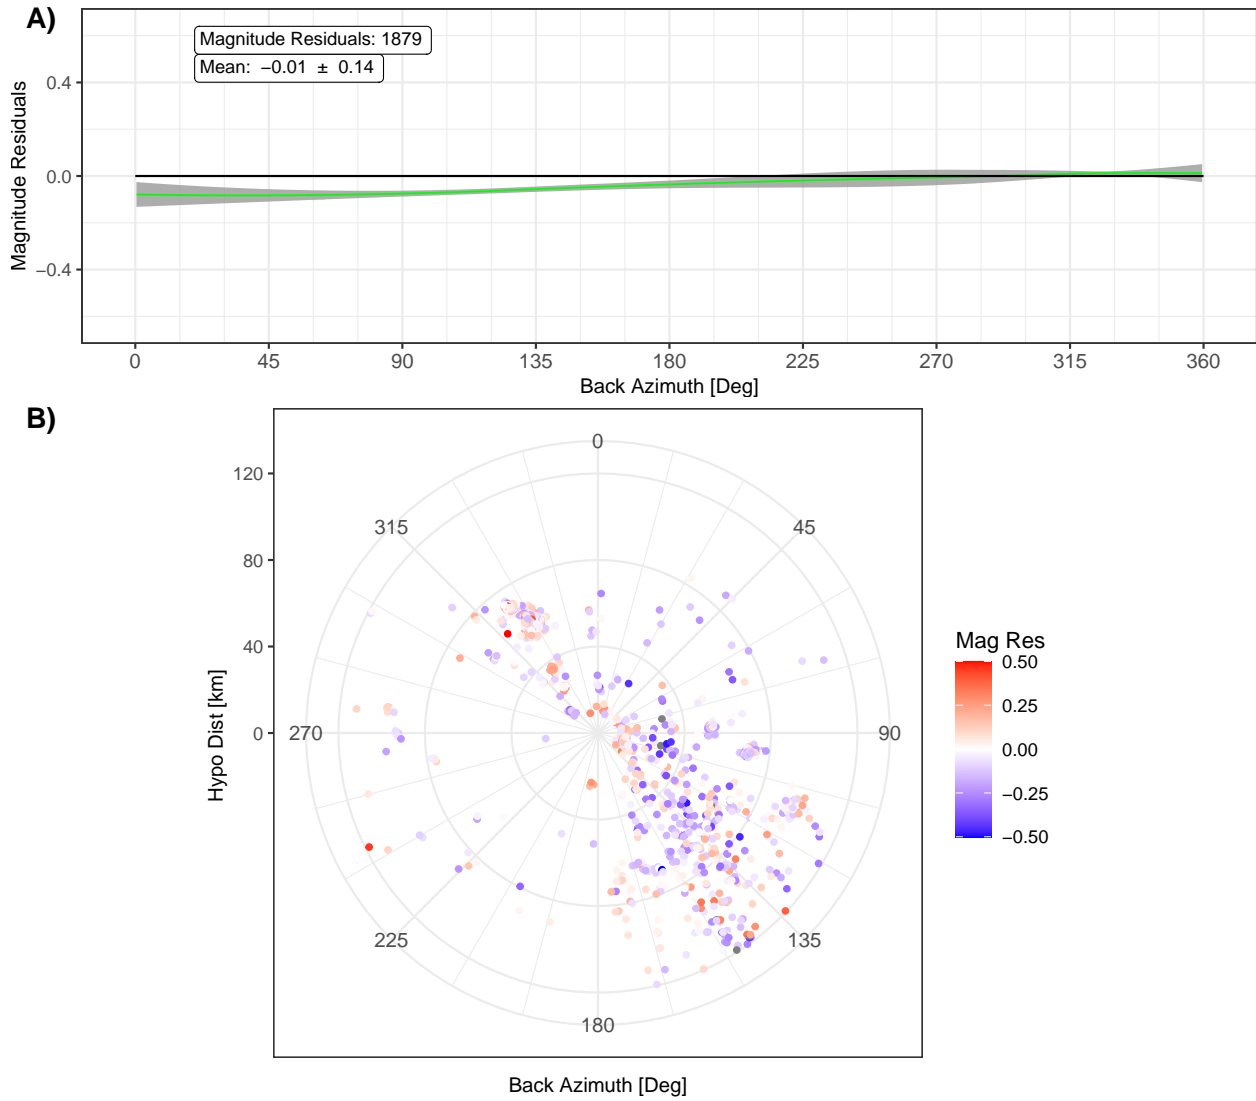 A)
Magnitude Residuals: 1879
Mean: −0.01 ± 0.14
Magnitude Residuals
0.4
0.0
−0.4
0 45 90 135 180 225 270 315 360
Back Azimuth [Deg]
B)
Hypo Dist [km]
120
80
40
0
0
45
90
135
180
225
270
315
Back Azimuth [Deg]
Mag Res
0.50
0.25
0.00
−0.25
−0.50